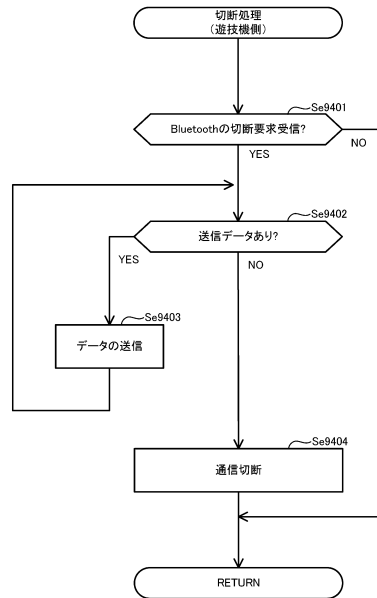 切断処理
（遊技機側）
Se9401
Bluetoothの切断要求受信?
NO
YES
Se9402
送信データあり?
YES
NO
Se9403
データの送信
Se9404
通信切断
RETURN